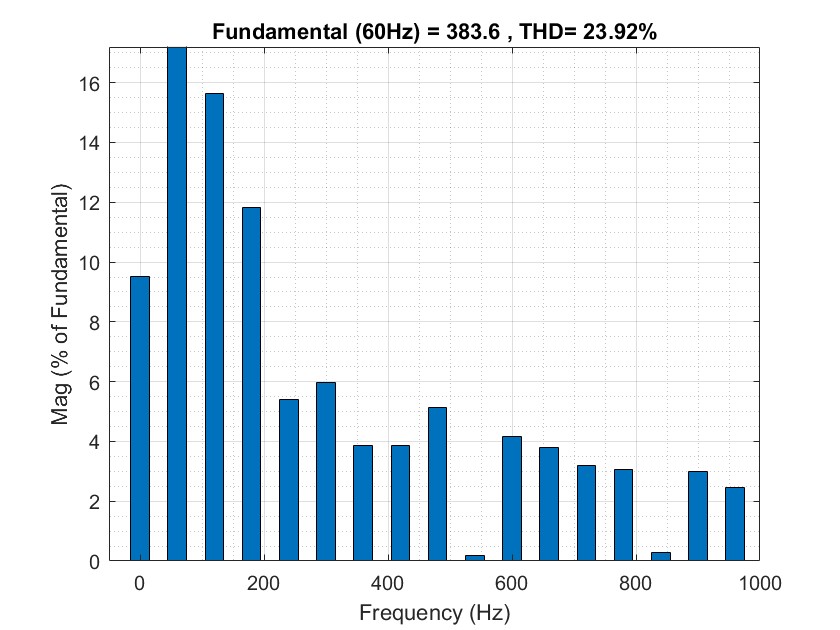 Fundamental (60Hz) = 383.6 , THD= 23.92%
16
14
12
10
8
6
4
2
0
Mag (% of Fundamental)
0 200 400 600 800 1000
Frequency (Hz)